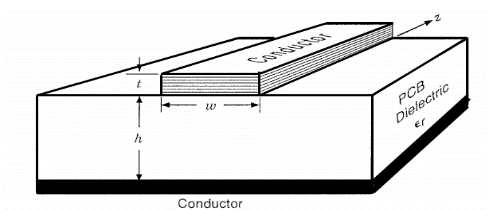 z
Conductor
t
w
PCB
Dielectric
εr
h
Conductor